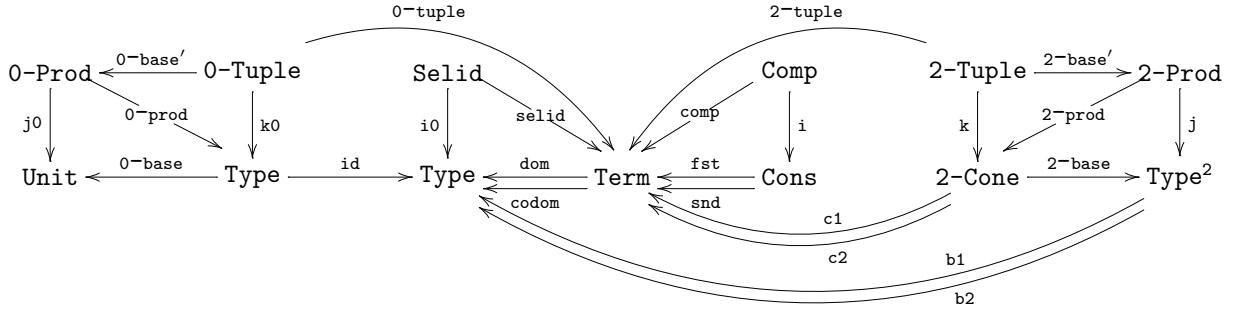 0−tuple 2−tuple
0-Prod 0−base′ 0-Tuple Selid Comp 2-Tuple 2−base′ 2-Prod
j0 0−prod k0 i0 selid comp i k 2−prod j
Unit 0−base Type id Type dom Term fst Cons 2-Cone 2−base Type²
codom snd
c1
c2
b1
b2